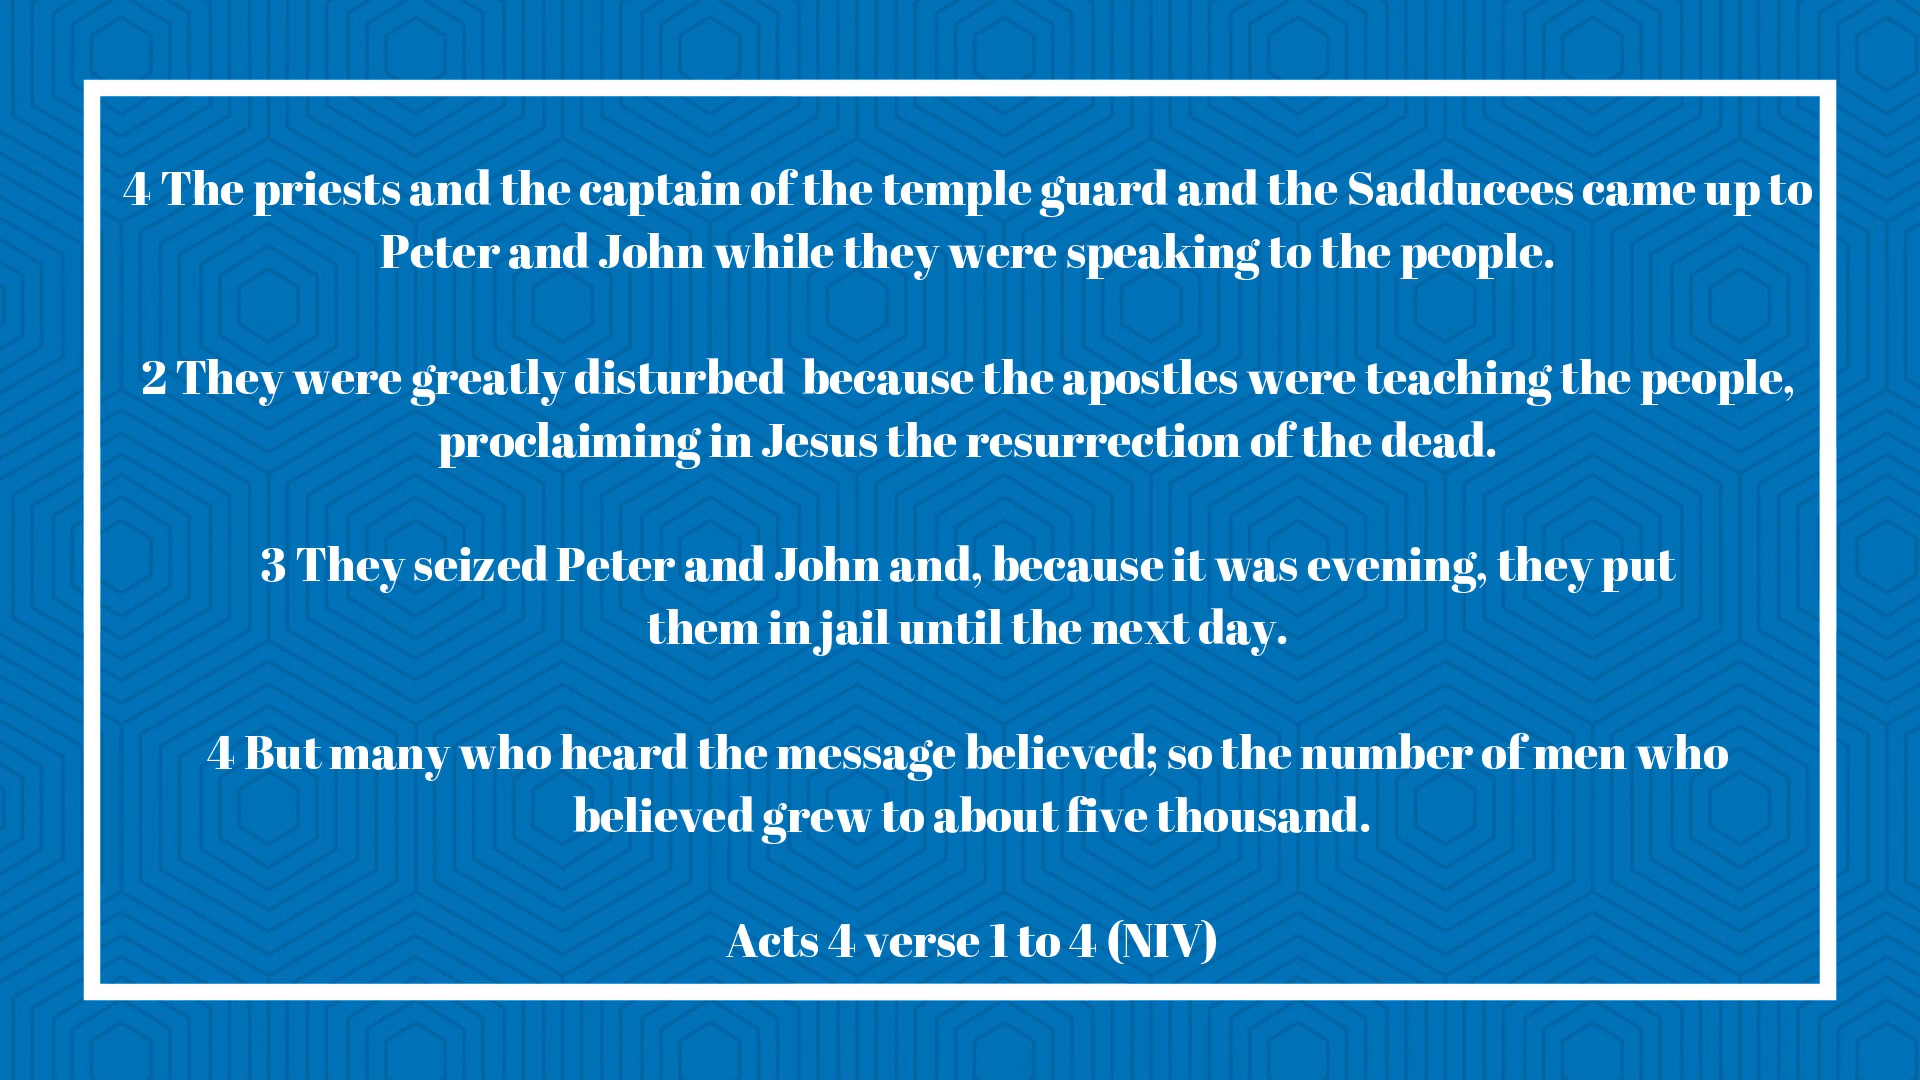 4 The priests and the captain of the temple guard and the Sadducees came up to
Peter and John while they were speaking to the people.
2 They were greatly disturbed  because the apostles were teaching the people,
proclaiming in Jesus the resurrection of the dead.
3 They seized Peter and John and, because it was evening, they put
them in jail until the next day.
4 But many who heard the message believed; so the number of men who
believed grew to about five thousand.
Acts 4 verse 1 to 4 (NIV)